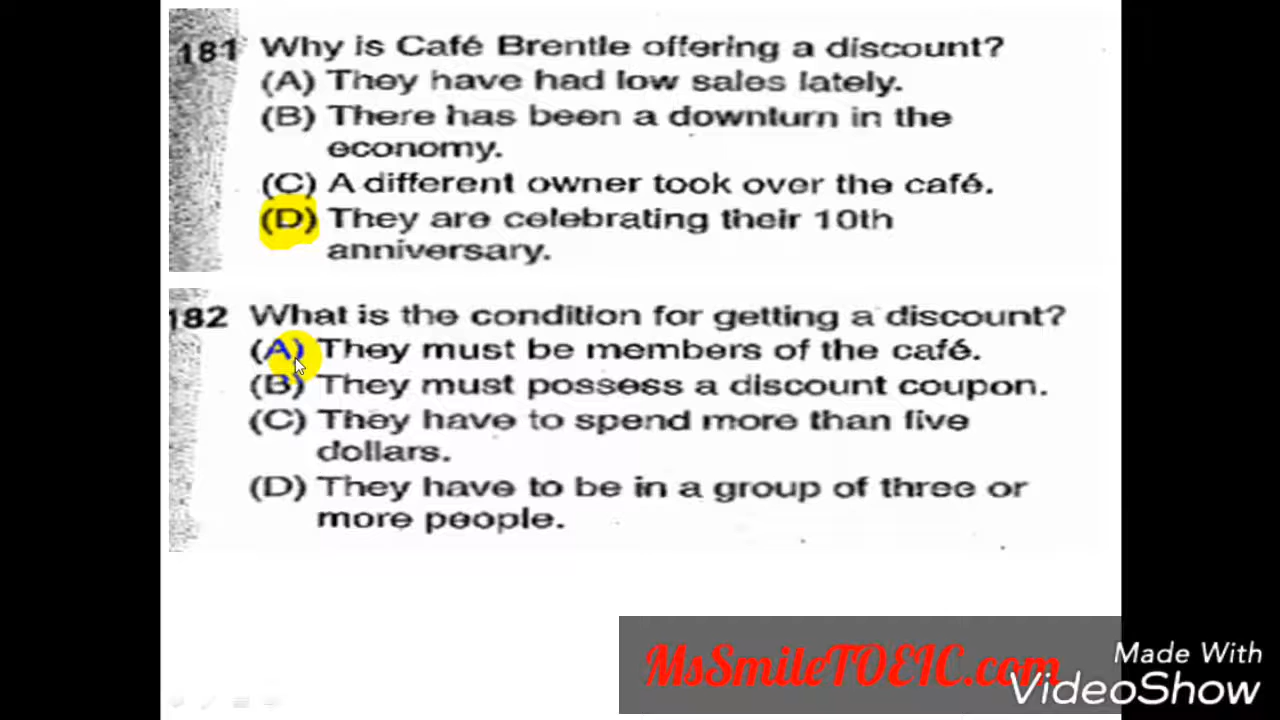 181 Why is Café Brentle offering a discount?
(A) They have had low sales lately.
(B) There has been a downturn in the
economy.
(C) A different owner took over the café.
(D) They are celebrating their 10th
anniversary.
182 What is the condition for getting a discount?
(A) They must be members of the café.
(B) They must possess a discount coupon.
(C) They have to spend more than five
dollars.
(D) They have to be in a group of three or
more people.
MsSmileTOEIC.com
Made With
VideoShow